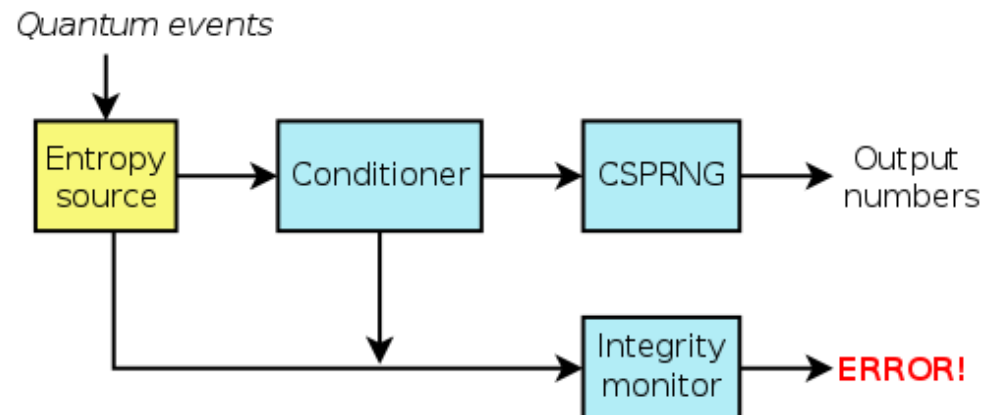 Quantum events
Entropy
source
Conditioner
CSPRNG
Output
numbers
Integrity
monitor
ERROR!